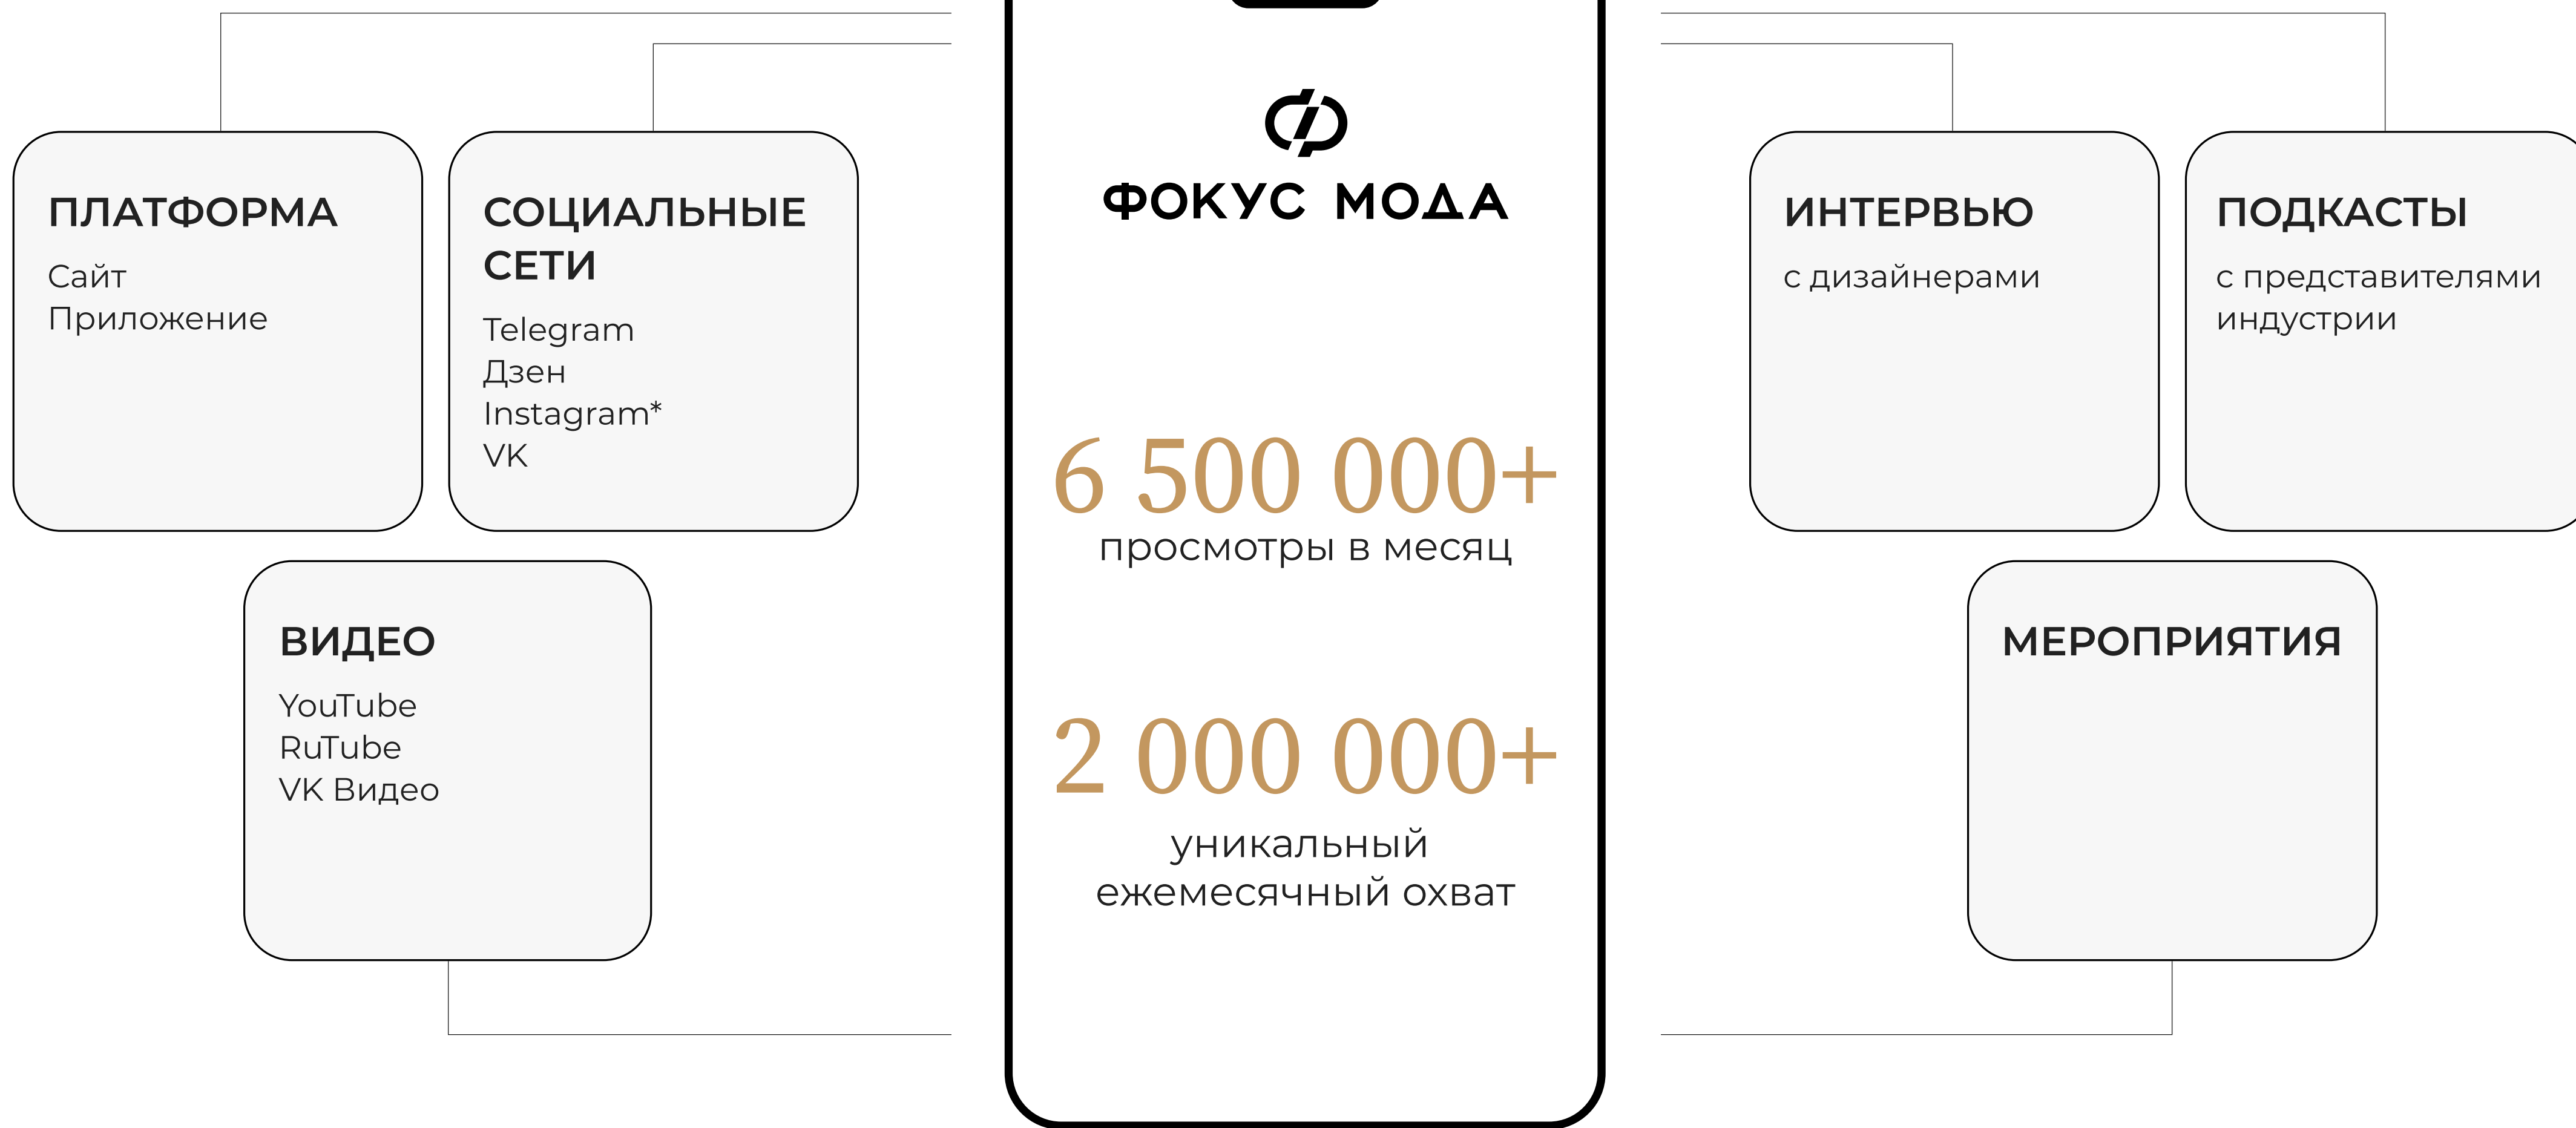 ПЛАТФОРМА
Сайт
Приложение
СОЦИАЛЬНЫЕ
СЕТИ
Telegram
Дзен
Instagram*
VK
ВИДЕО
YouTube
RuTube
VK Видео
ФОКУС МОДА
6 500 000+
просмотры в месяц
2 000 000+
уникальный
ежемесячный охват
ИНТЕРВЬЮ
с дизайнерами
ПОДКАСТЫ
с представителями
индустрии
МЕРОПРИЯТИЯ